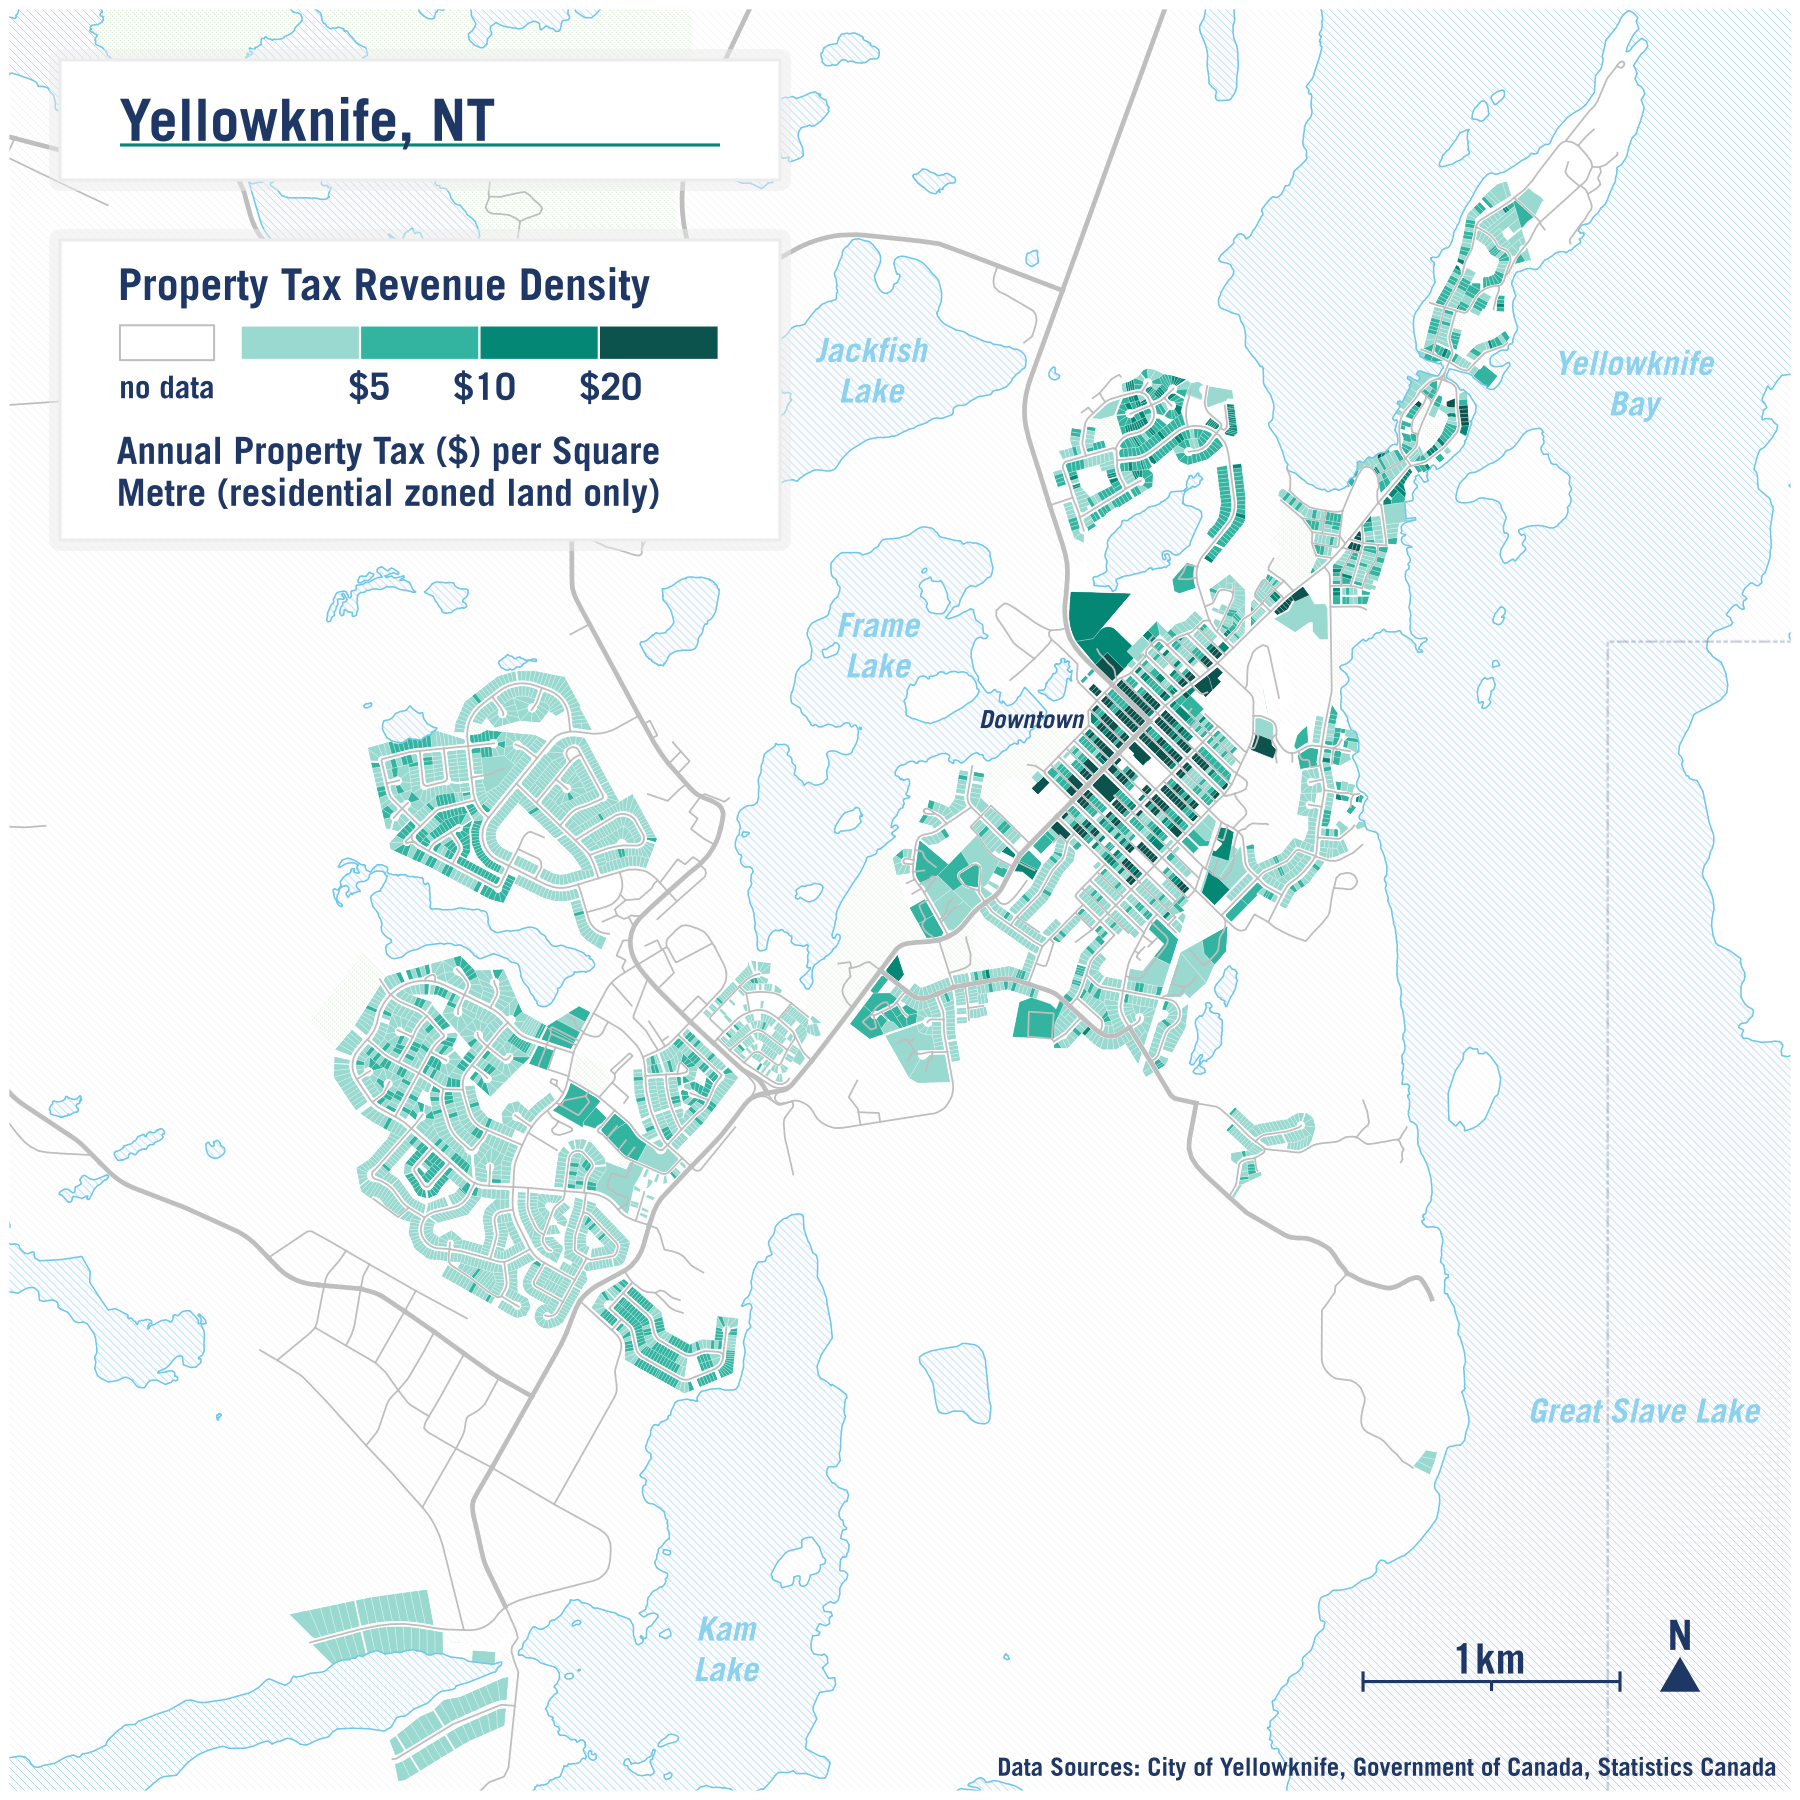 Yellowknife, NT
Property Tax Revenue Density
no data
$5
$10
$20
Annual Property Tax ($) per Square
Metre (residential zoned land only)
Jackfish
Lake
Yellowknife
Bay
Frame
Lake
Downtown
Great Slave Lake
Kam
Lake
1km
N
Data Sources: City of Yellowknife, Government of Canada, Statistics Canada